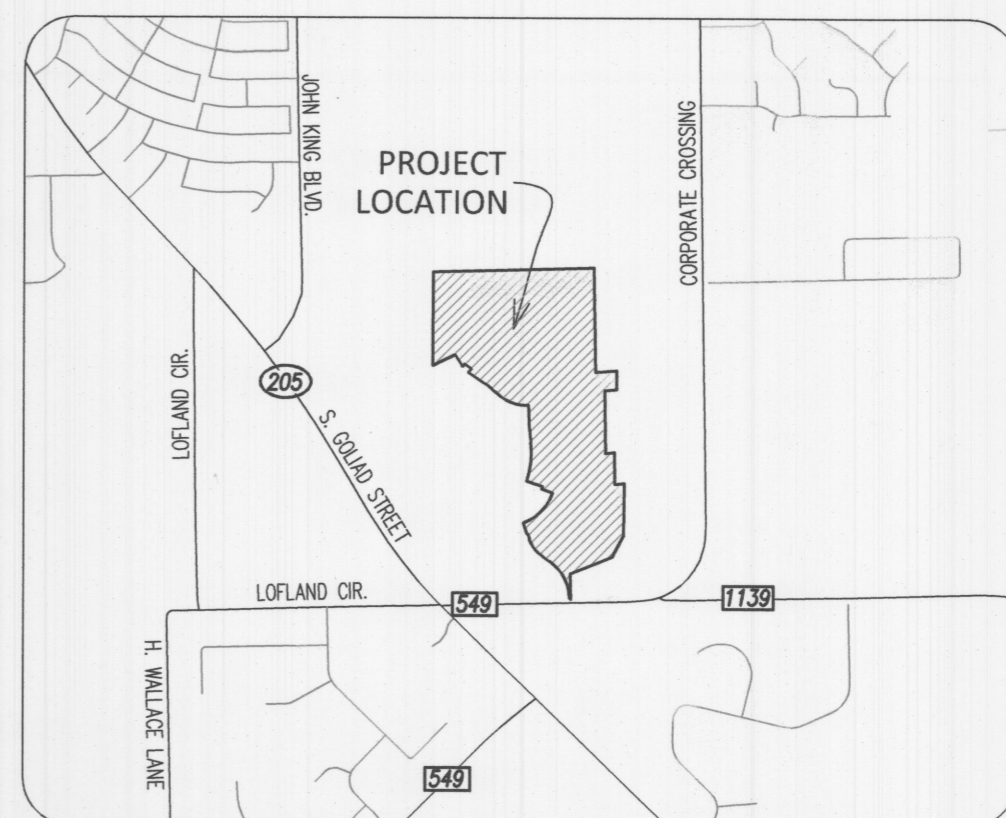 JOHN KING BLVD.
PROJECT
LOCATION
CORPORATE CROSSING
LOFLAND CIR.
205
S. GOLIAD STREET
LOFLAND CIR.
549
1139
H. WALLACE LANE
549